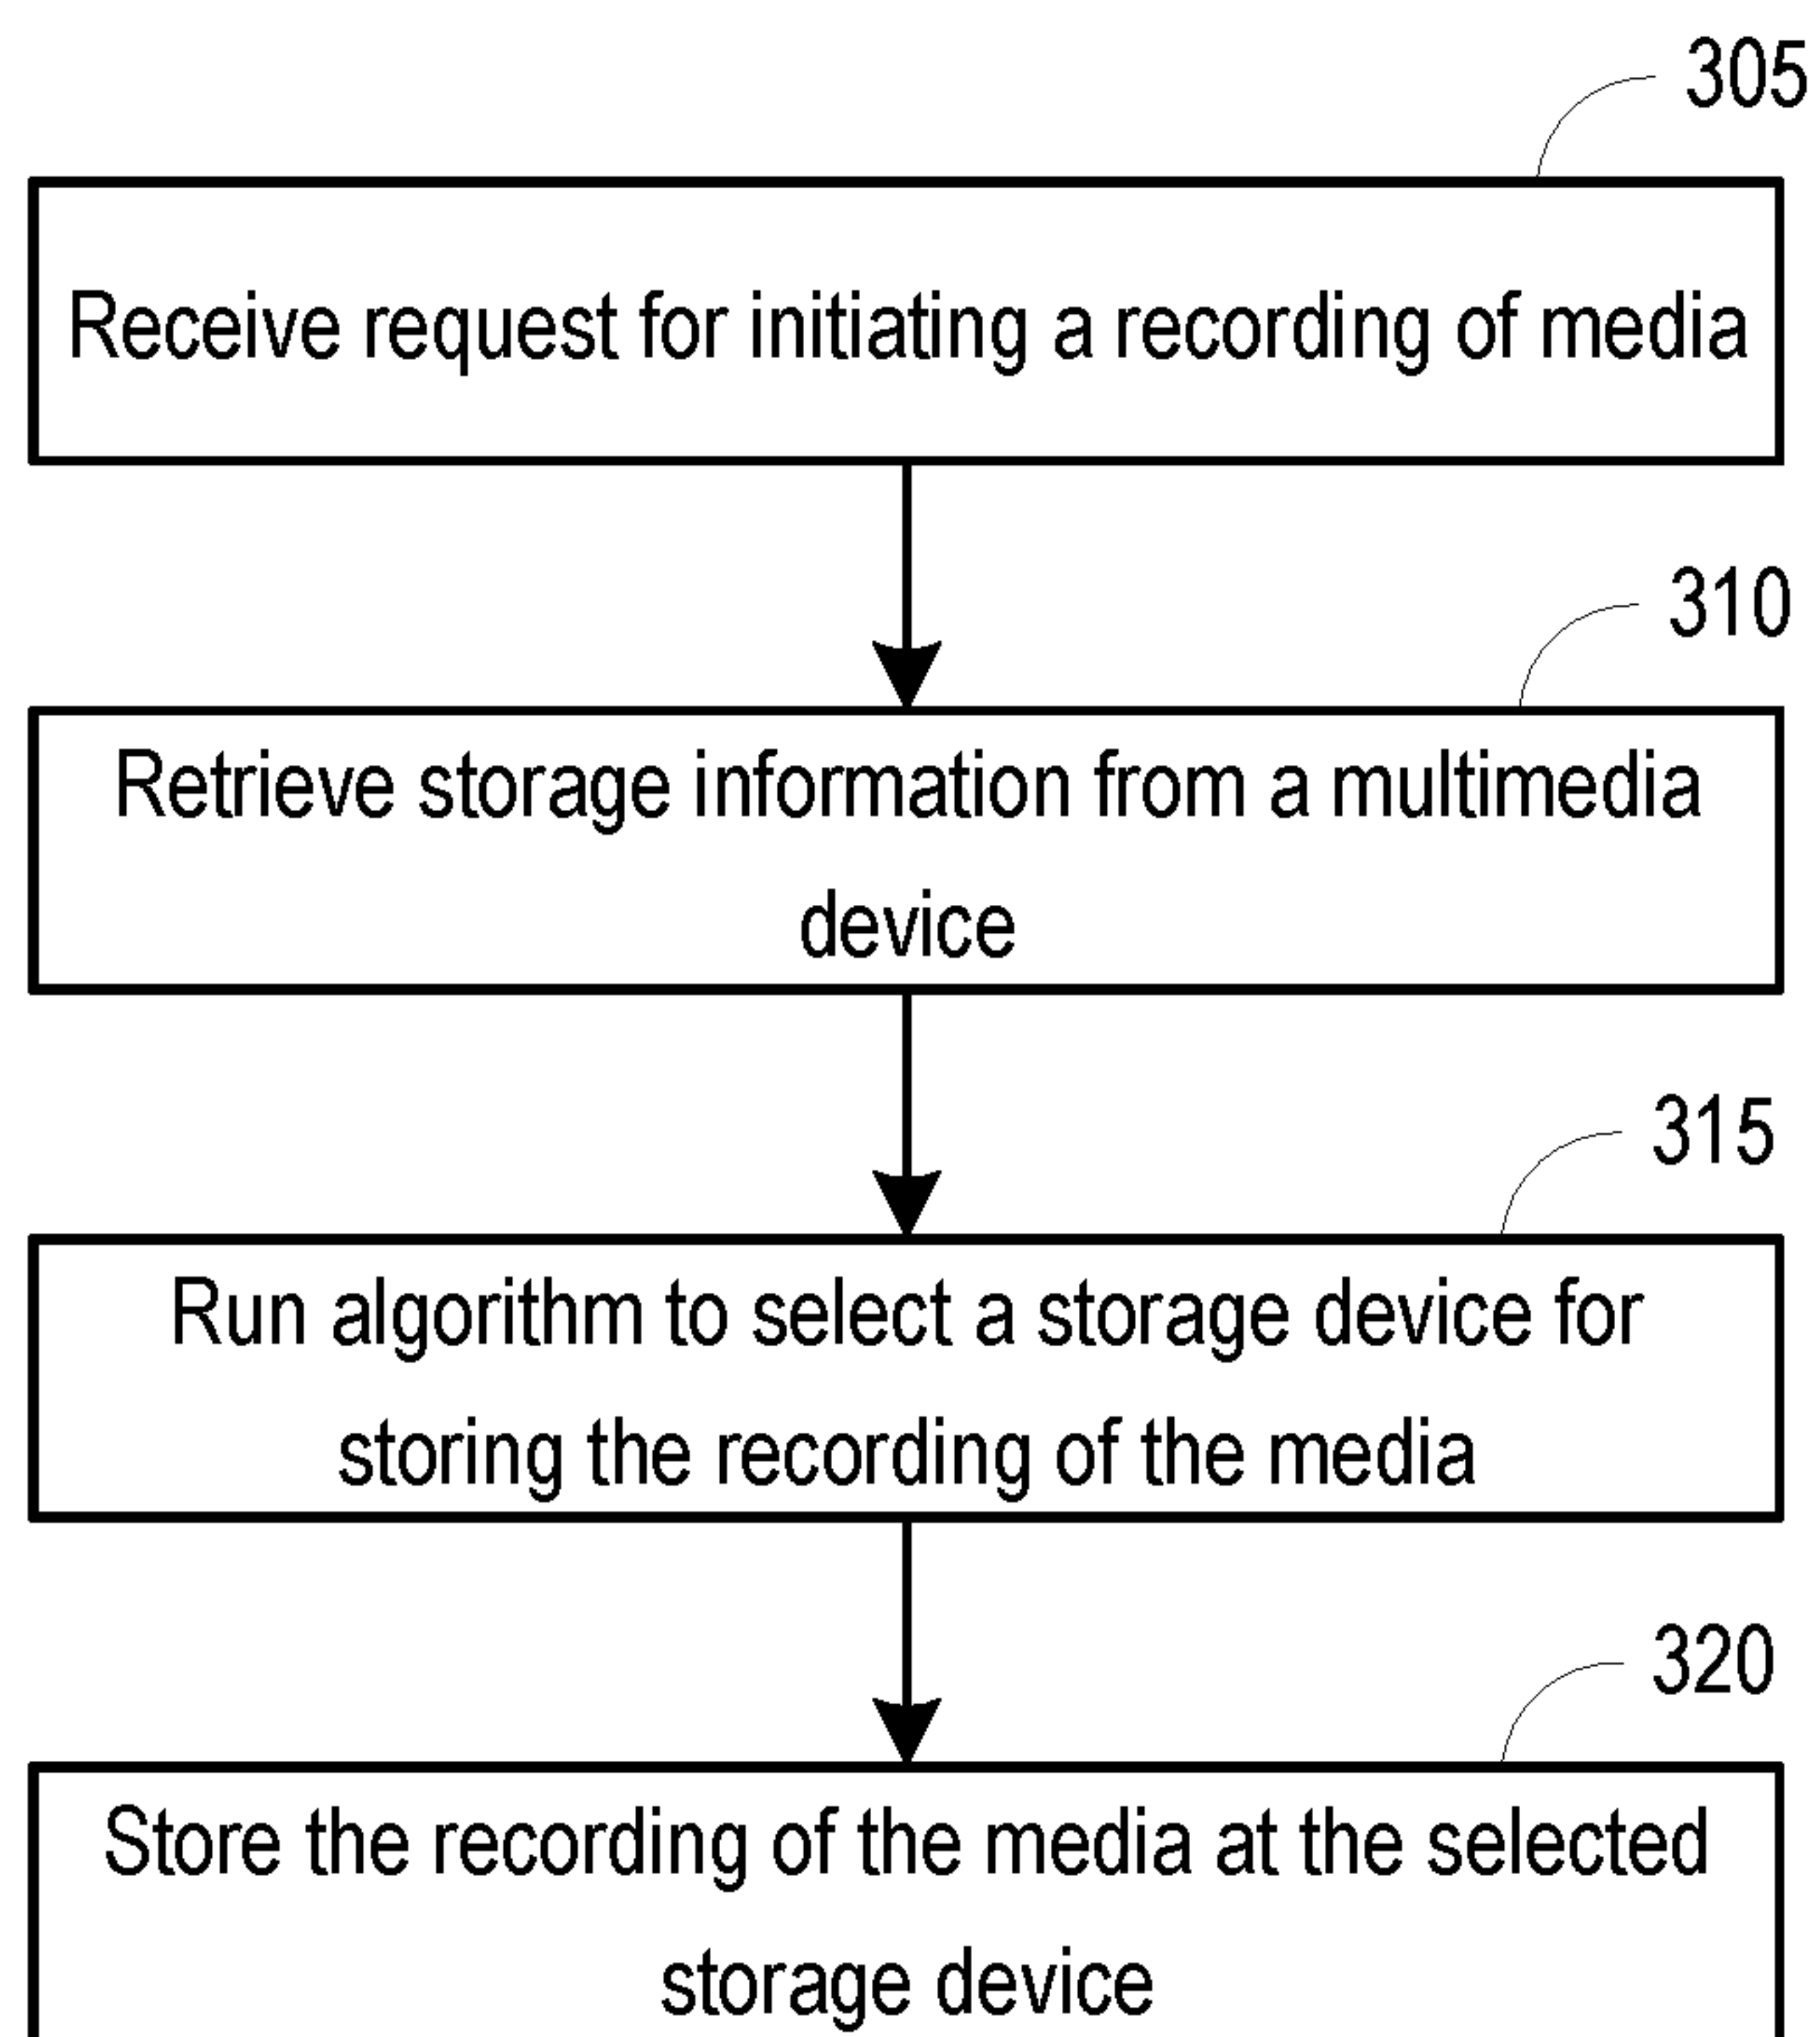 305
Receive request for initiating a recording of media
310
Retrieve storage information from a multimedia
device
315
Run algorithm to select a storage device for
storing the recording of the media
320
Store the recording of the media at the selected
storage device